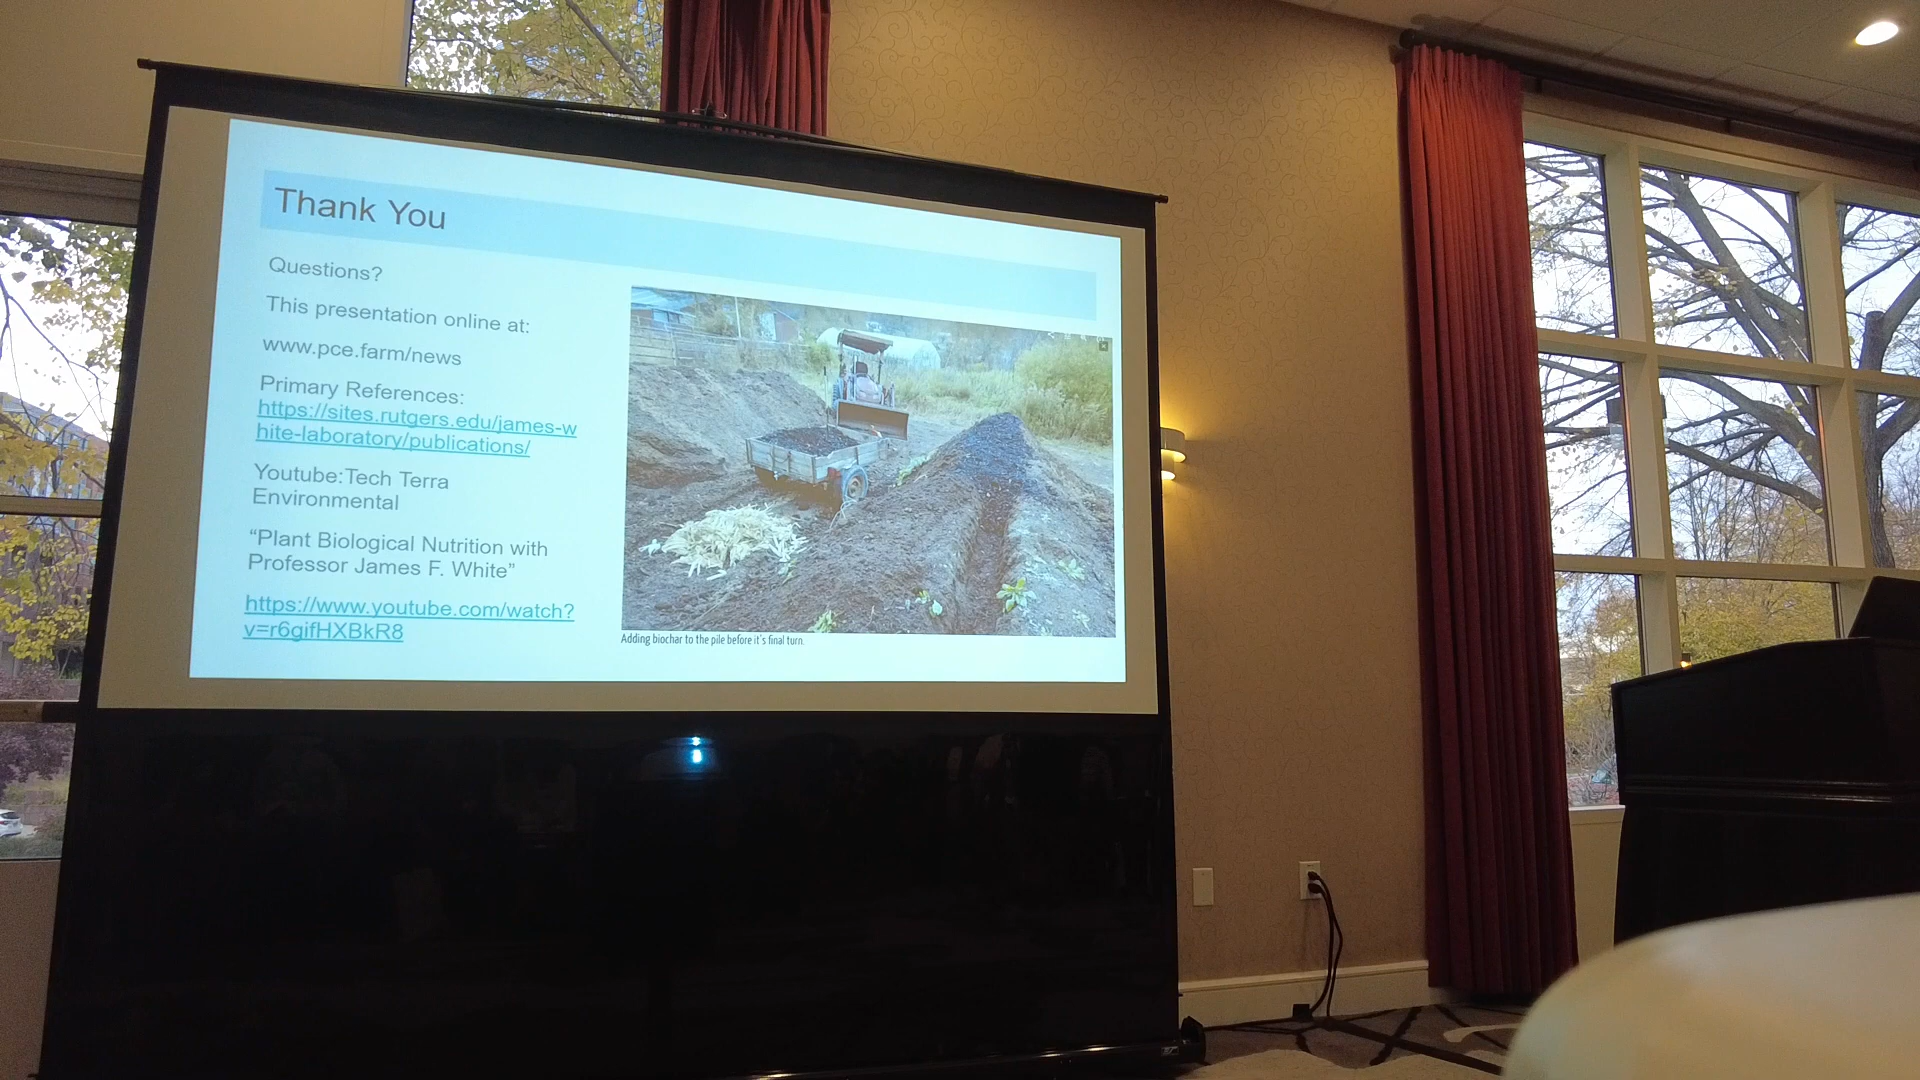 Thank You
Questions?
This presentation online at:
www.pce.farm/news
Primary References:
https://sites.rutgers.edu/james-w
hite-laboratory/publications/
Youtube:Tech Terra
Environmental
“Plant Biological Nutrition with
Professor James F. White”
https://www.youtube.com/watch?
v=r6gifHXBkR8
Adding biochar to the pile before it's final turn.